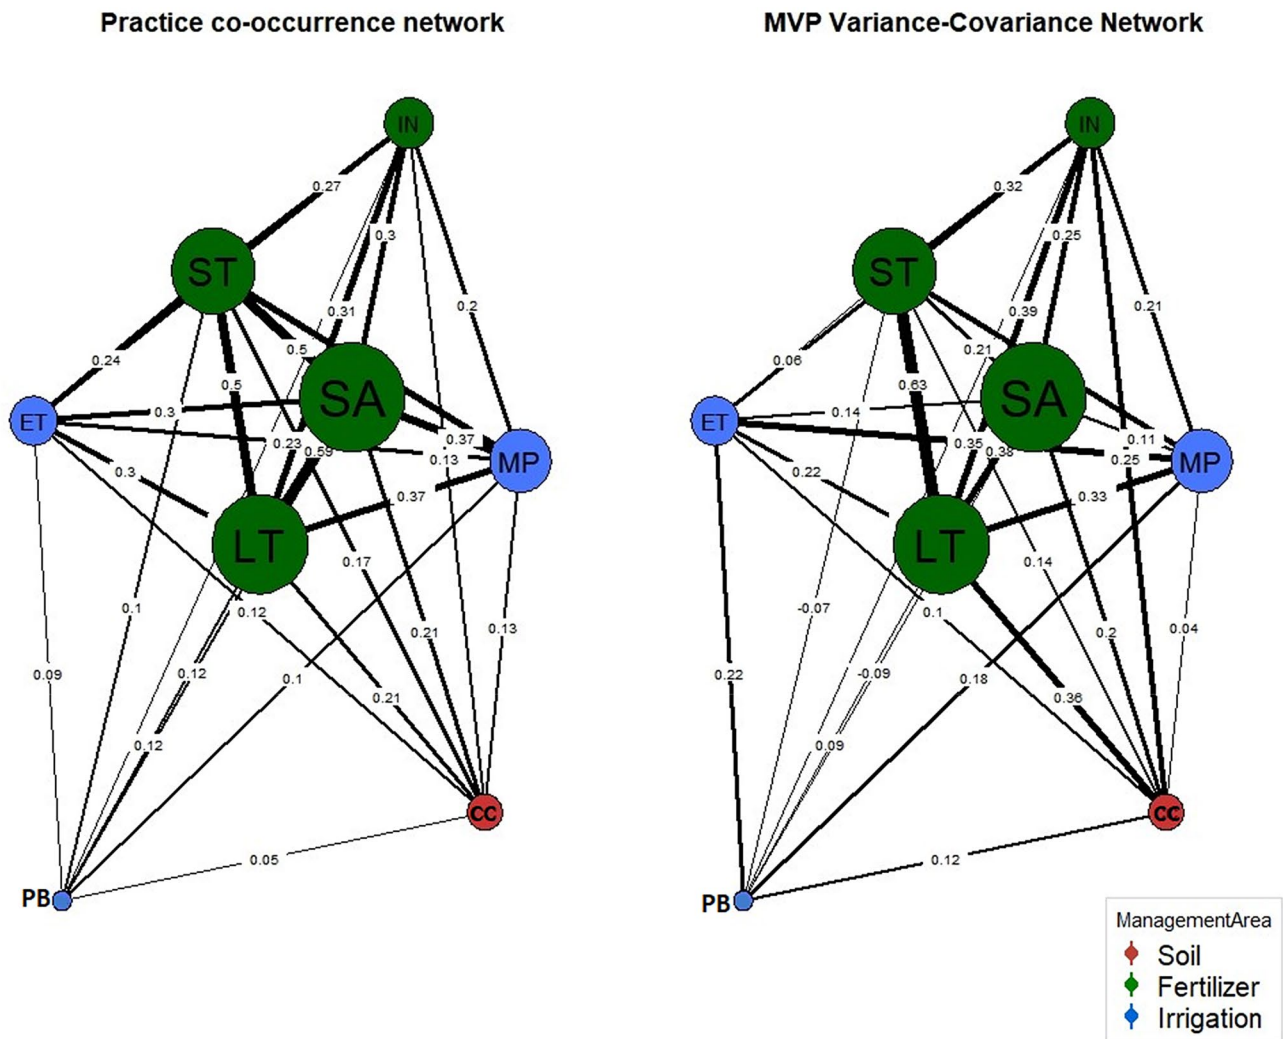 Practice co-occurrence network
MVP Variance-Covariance Network
IN
0.27
0.3
ST
0.31
0.2
0.24
0.5
0.5
SA
ET
0.3
0.23
0.59
0.37
0.13
MP
0.3
0.37
LT
0.17
0.1
0.12
0.21
0.13
0.09
0.12
0.1
0.21
0.12
CC
0.05
PB
IN
0.32
0.25
ST
0.39
0.21
0.06
0.21
0.63
SA
ET
0.14
0.35
0.38
0.11
0.25
MP
0.22
0.33
LT
0.14
-0.07
0.1
0.2
0.04
0.22
-0.09
0.18
0.36
0.09
CC
0.12
PB
ManagementArea
Soil
Fertilizer
Irrigation